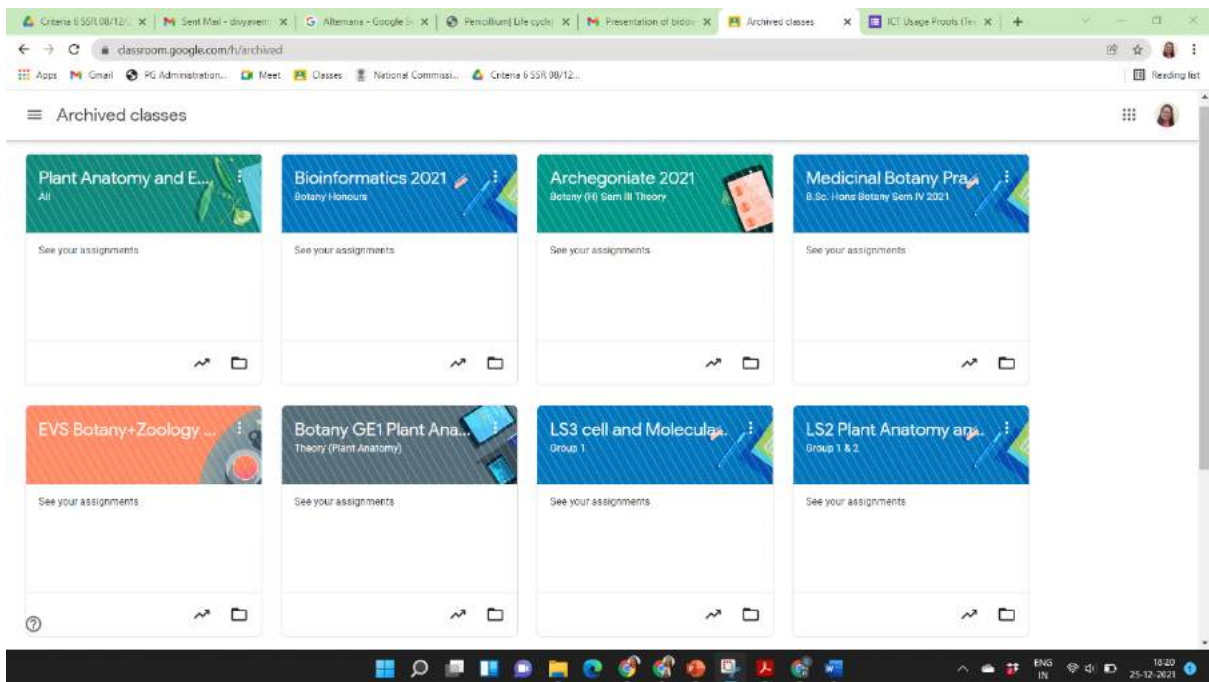 Criteria 6 SSR 08/12/
Sent Mail - divyaverm
Alternaria - Google S
Penicillium| Life cycle
Presentation of biodiv
Archived classes
ICT Usage Proofs (Te
classroom.google.com/h/archived
Apps
Gmail
PG Administration...
Meet
Classes
National Commissi...
Criteria 6 SSR 08/12...
Reading list
Archived classes
Plant Anatomy and E...
All
See your assignments
Bioinformatics 2021
Botany Honours
See your assignments
Archegoniate 2021
Botany (H) Sem III Theory
See your assignments
Medicinal Botany Pra...
B.Sc. Hons Botany Sem IV 2021
See your assignments
EVS Botany+Zoology ...
See your assignments
Botany GE1 Plant Ana...
Theory (Plant Anatomy)
See your assignments
LS3 cell and Molecula...
Group 1
See your assignments
LS2 Plant Anatomy an...
Group 1 & 2
See your assignments
ENG
IN
18:20
25-12-2021